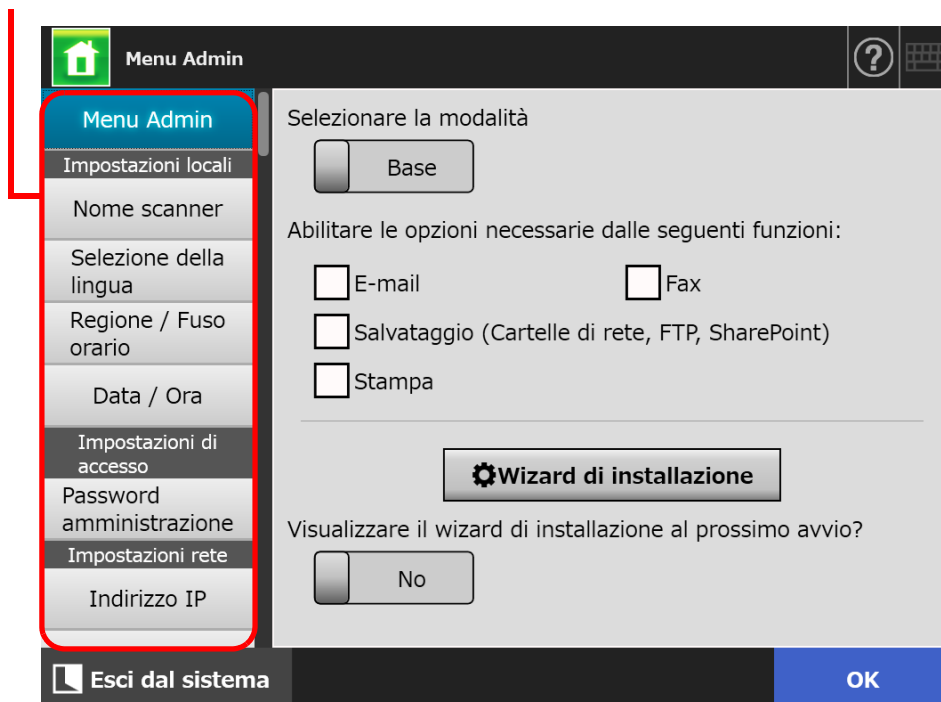 Menu Admin
?
Menu Admin
Impostazioni locali
Nome scanner
Selezione della
lingua
Regione / Fuso
orario
Data / Ora
Impostazioni di
accesso
Password
amministrazione
Impostazioni rete
Indirizzo IP
Selezionare la modalità
Base
Abilitare le opzioni necessarie dalle seguenti funzioni:
E-mail
Fax
Salvataggio (Cartelle di rete, FTP, SharePoint)
Stampa
Wizard di installazione
Visualizzare il wizard di installazione al prossimo avvio?
No
Esci dal sistema
OK